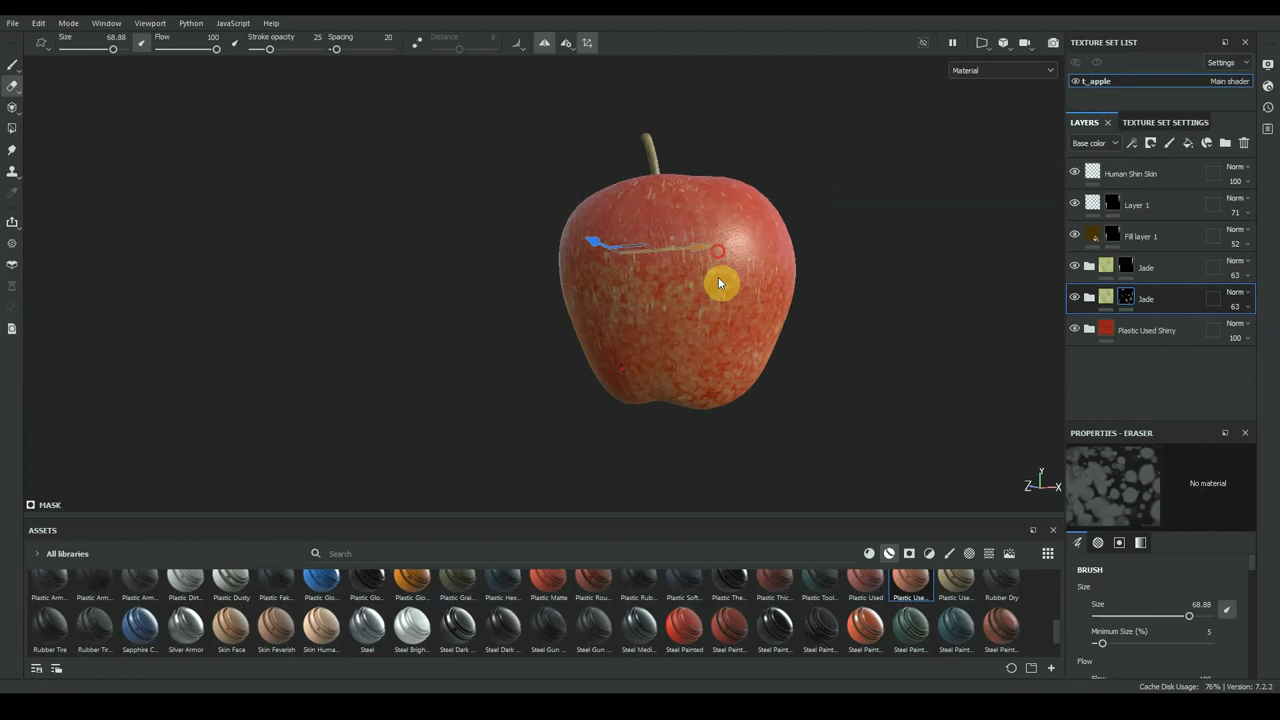 File Edit Mode Window Viewport Python JavaScript Help
Size 68.88 Flow 100 Stroke opacity 25 Spacing 20 Distance 8
Material
TEXTURE SET LIST
Settings
t_apple Main shader
LAYERS TEXTURE SET SETTINGS
Base color
Human Shin Skin Norm 100
Layer 1 Norm 71
Fill layer 1 Norm 52
Jade Norm 63
Jade Norm 63
Plastic Used Shiny Norm 100
Y
Z X
MASK
PROPERTIES - ERASER
No material
BRUSH
Size
Size 68.88
Minimum Size (%) 5
Flow
ASSETS
All libraries Search
Plastic Arm... Plastic Arm... Plastic Arm... Plastic Dirt... Plastic Dusty Plastic Fak... Plastic Glo... Plastic Glo... Plastic Glo... Plastic Grai... Plastic Hex... Plastic Matte Plastic Rou... Plastic Rub... Plastic Soft... Plastic The... Plastic Thic... Plastic Tool... Plastic Used Plastic Use... Plastic Use... Rubber Dry
Rubber Tire Rubber Tir... Sapphire C... Silver Armor Skin Face Skin Feverish Skin Huma... Steel Steel Brigh... Steel Dark ... Steel Dark ... Steel Gun ... Steel Gun ... Steel Medi... Steel Painted Steel Paint... Steel Paint... Steel Paint... Steel Paint... Steel Paint... Steel Paint... Steel Paint...
Cache Disk Usage: 76% | Version: 7.2.2